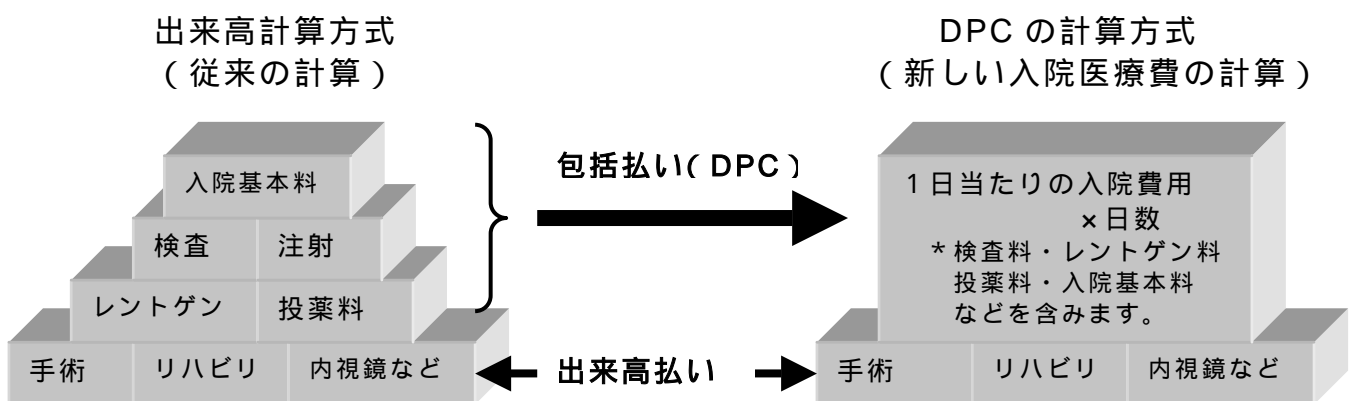 出来高計算方式
(従来の計算)
入院基本料
検査
注射
レントゲン
投薬料
手術
リハビリ
内視鏡など
包括払い(DPC)
出来高払い
DPC の計算方式
(新しい入院医療費の計算)
1日当たりの入院費用
×日数
*検査料・レントゲン料
投薬料・入院基本料
などを含みます。
手術
リハビリ
内視鏡など